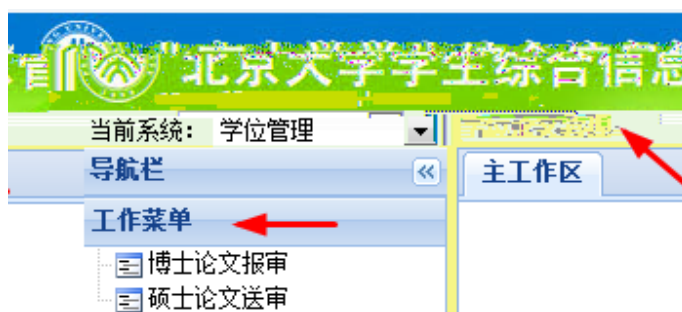 北京大学学生综合信息
当前系统： 学位管理
导航栏
主工作区
工作菜单
博士论文报审
硕士论文送审